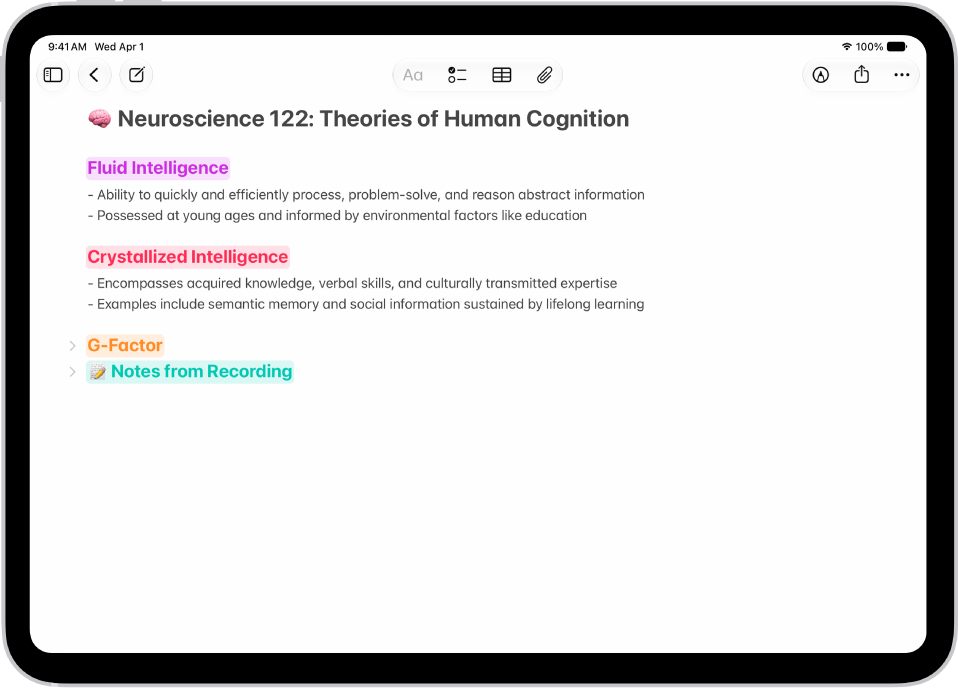 9:41 AM Wed Apr 1
100%
Aa
🧠 Neuroscience 122: Theories of Human Cognition
Fluid Intelligence
- Ability to quickly and efficiently process, problem-solve, and reason abstract information
- Possessed at young ages and informed by environmental factors like education
Crystallized Intelligence
- Encompasses acquired knowledge, verbal skills, and culturally transmitted expertise
- Examples include semantic memory and social information sustained by lifelong learning
G-Factor
📝 Notes from Recording